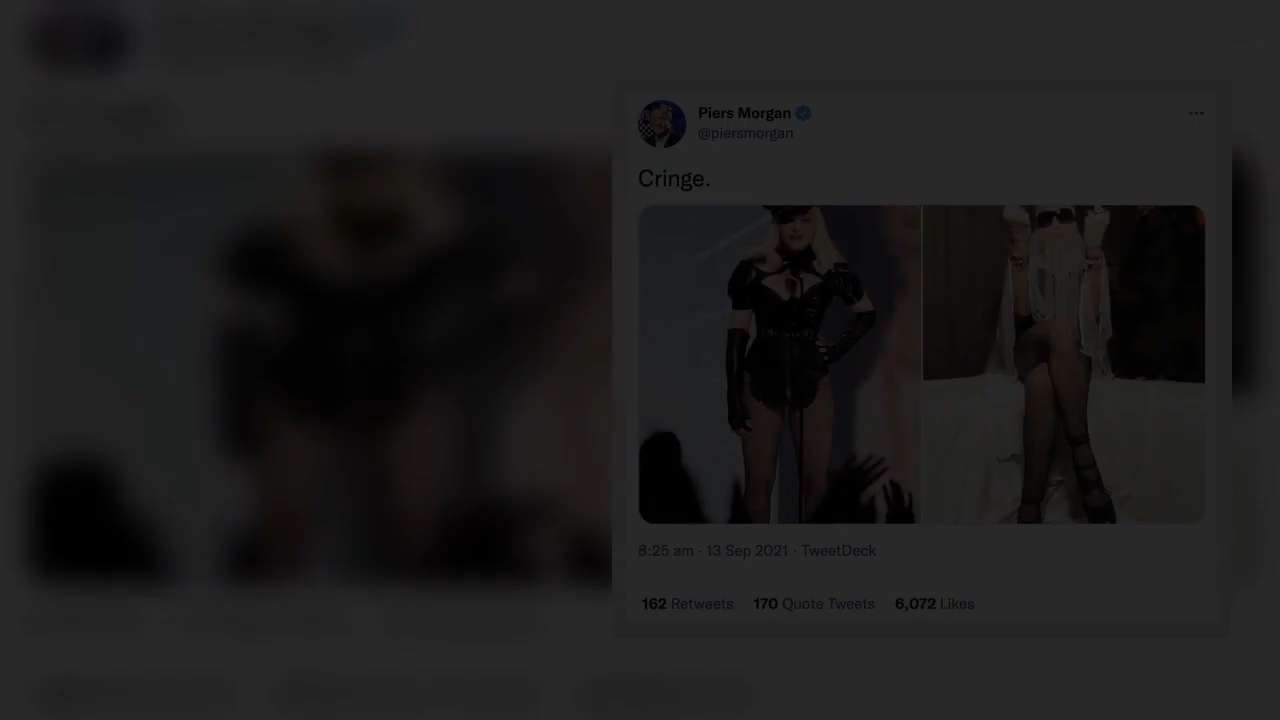 Piers Morgan
@piersmorgan
Cringe.
8:25 am · 13 Sep 2021 · TweetDeck
162 Retweets 170 Quote Tweets 6,072 Likes